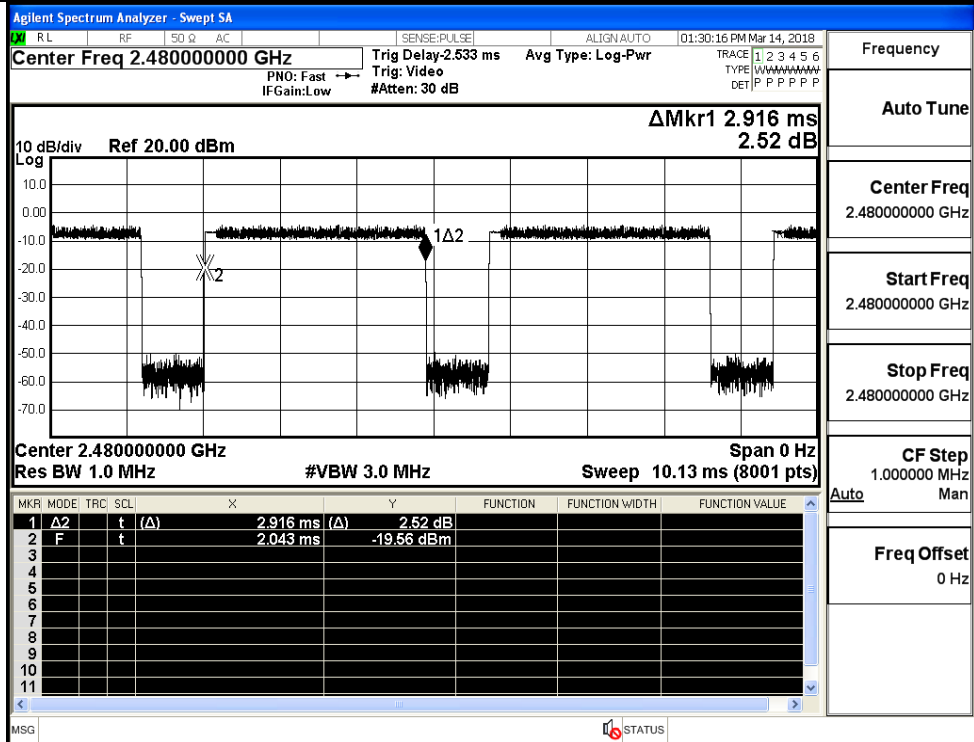 Agilent Spectrum Analyzer - Swept SA
LXI RL RF 50 Ω AC SENSE:PULSE ALIGN AUTO 01:30:16 PM Mar 14, 2018
Center Freq 2.480000000 GHz Trig Delay-2.533 ms Avg Type: Log-Pwr TRACE 1 2 3 4 5 6
PNO: Fast Trig: Video TYPE WWWWWW
IFGain:Low #Atten: 30 dB DET P P P P P P
ΔMkr1 2.916 ms
2.52 dB
10 dB/div Ref 20.00 dBm
Log
10.0
0.00
-10.0
-20.0
-30.0
-40.0
-50.0
-60.0
-70.0
1Δ2
2
Center 2.480000000 GHz Span 0 Hz
Res BW 1.0 MHz #VBW 3.0 MHz Sweep 10.13 ms (8001 pts)
MKR MODE TRC SCL X Y FUNCTION FUNCTION WIDTH FUNCTION VALUE
1 Δ2 t (Δ) 2.916 ms (Δ) 2.52 dB
2 F t 2.043 ms -19.56 dBm
3
4
5
6
7
8
9
10
11
MSG STATUS
Frequency
Auto Tune
Center Freq
2.480000000 GHz
Start Freq
2.480000000 GHz
Stop Freq
2.480000000 GHz
CF Step
1.000000 MHz
Auto Man
Freq Offset
0 Hz